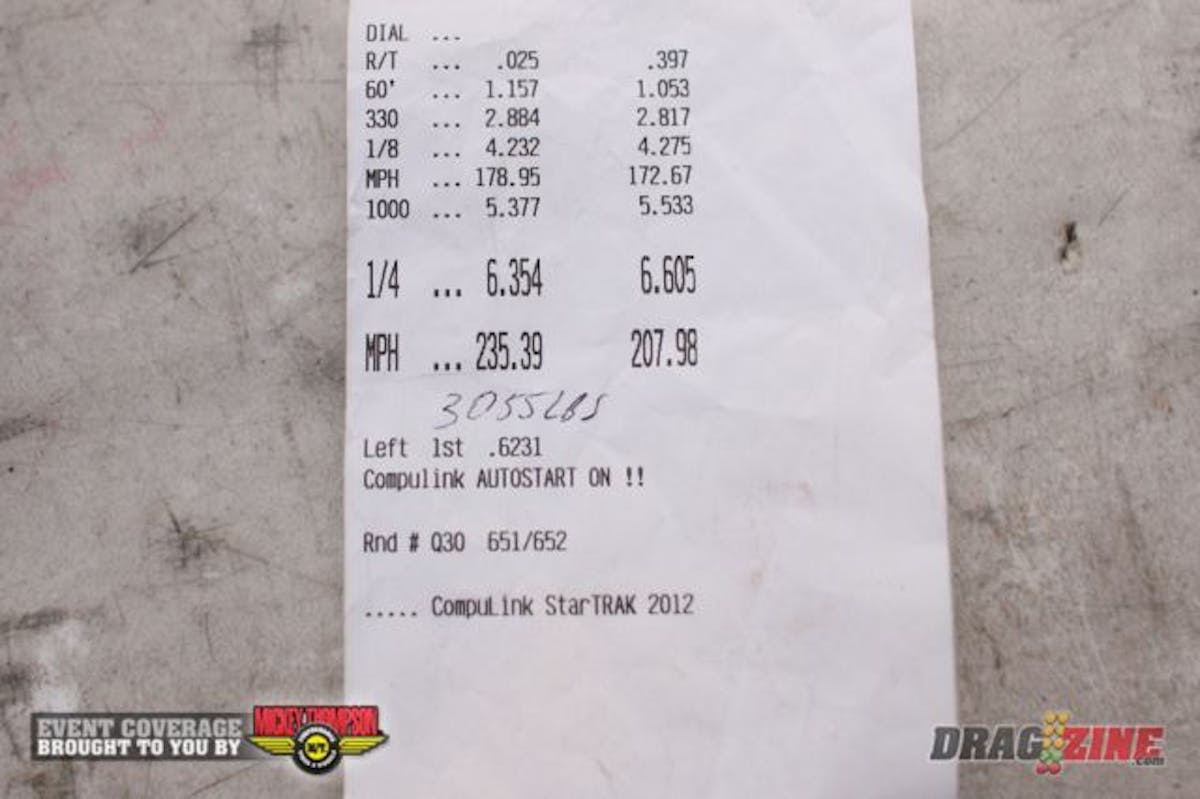 DIAL ...
R/T ... .025 .397
60' ... 1.157 1.053
330 ... 2.884 2.817
1/8 ... 4.232 4.275
MPH ... 178.95 172.67
1000 ... 5.377 5.533
1/4 ... 6.354 6.605
MPH ... 235.39 207.98
3055LBS
Left 1st .6231
Compulink AUTOSTART ON !!
Rnd # Q30 651/652
..... CompuLink StarTRAK 2012
EVENT COVERAGE
BROUGHT TO YOU BY
MICKEY THOMPSON
DRAGZINE.com